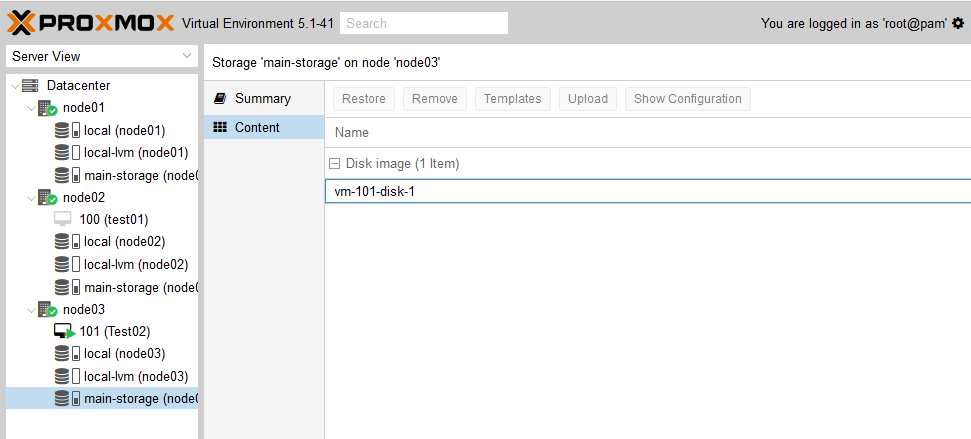 PROXMOX Virtual Environment 5.1-41 Search You are logged in as 'root@pam'
Server View
Datacenter
node01
local (node01)
local-lvm (node01)
main-storage (node0
node02
100 (test01)
local (node02)
local-lvm (node02)
main-storage (node0
node03
101 (Test02)
local (node03)
local-lvm (node03)
main-storage (node0
Storage 'main-storage' on node 'node03'
Summary
Content
Restore Remove Templates Upload Show Configuration
Name
Disk image (1 Item)
vm-101-disk-1